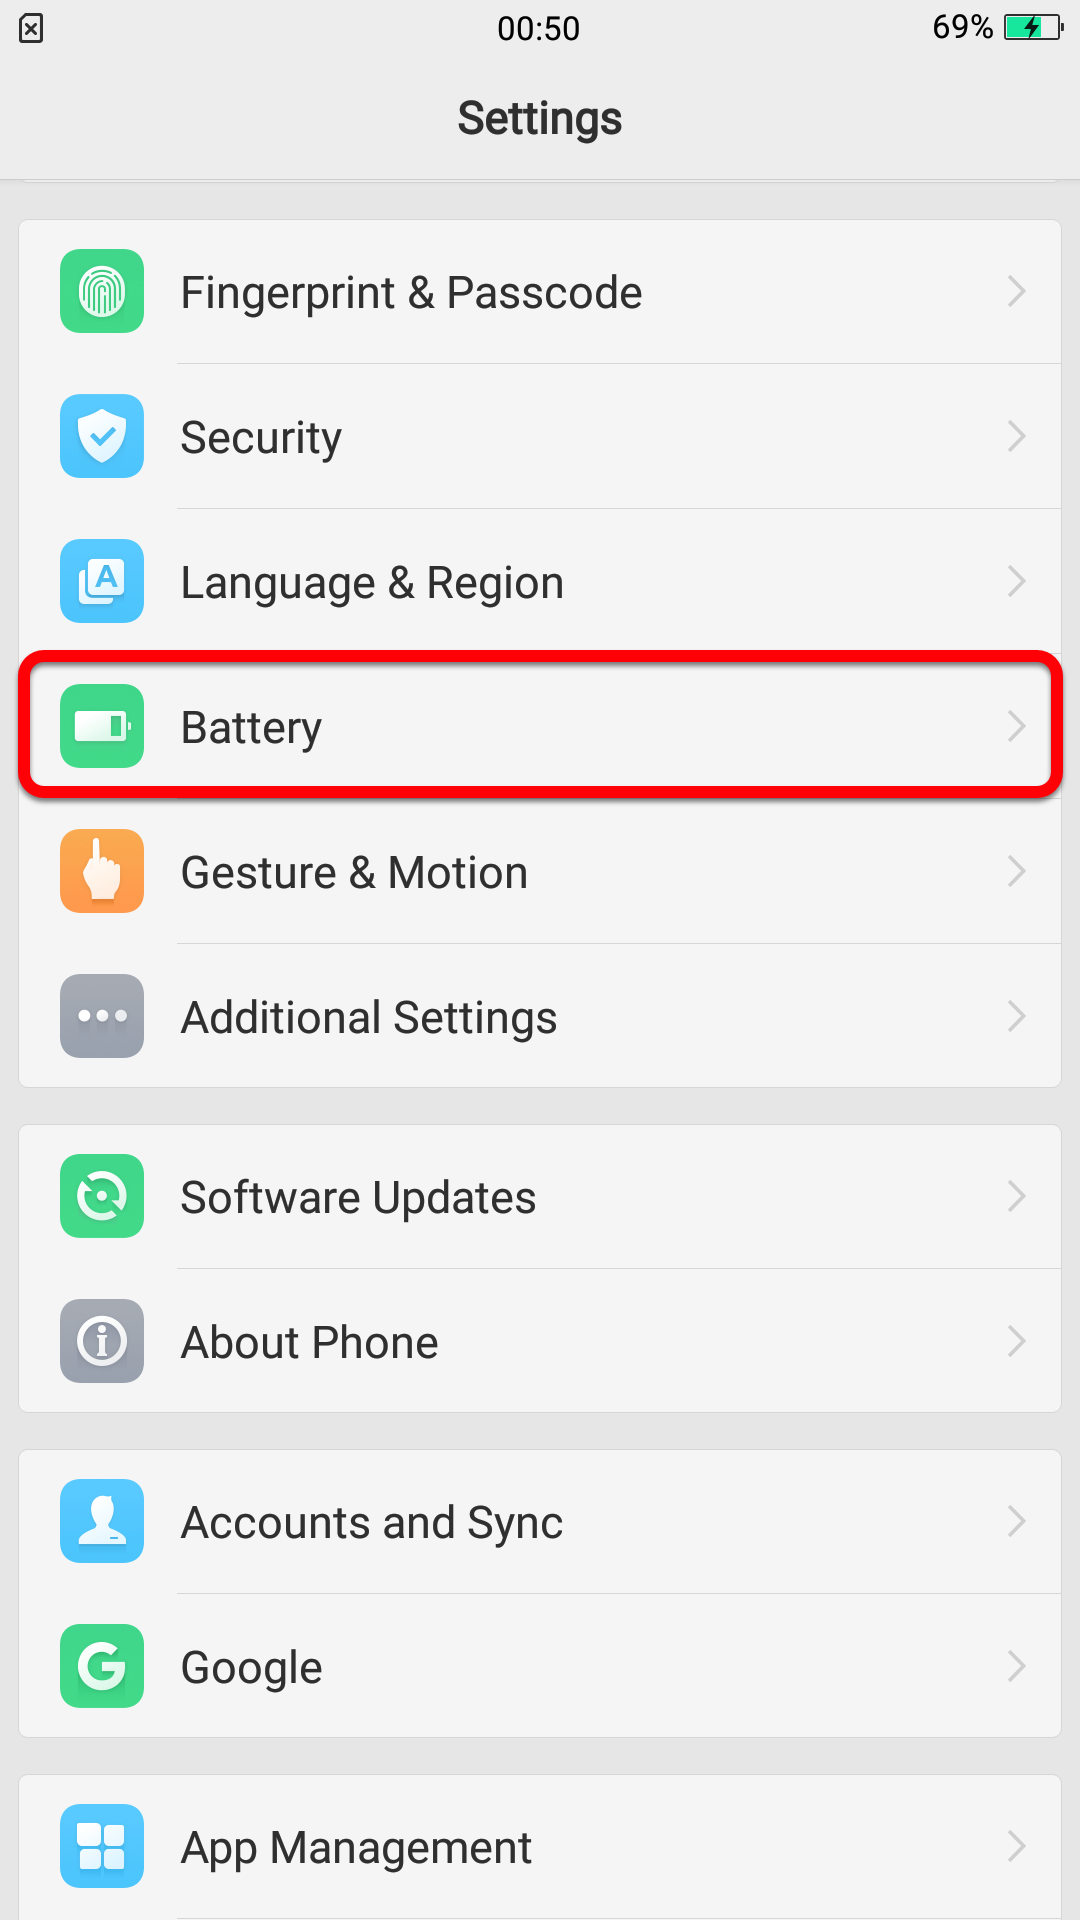 00:50
69%
Settings
Fingerprint & Passcode
Security
A
Language & Region
Battery
Gesture & Motion
Additional Settings
Software Updates
About Phone
Accounts and Sync
G
Google
App Management